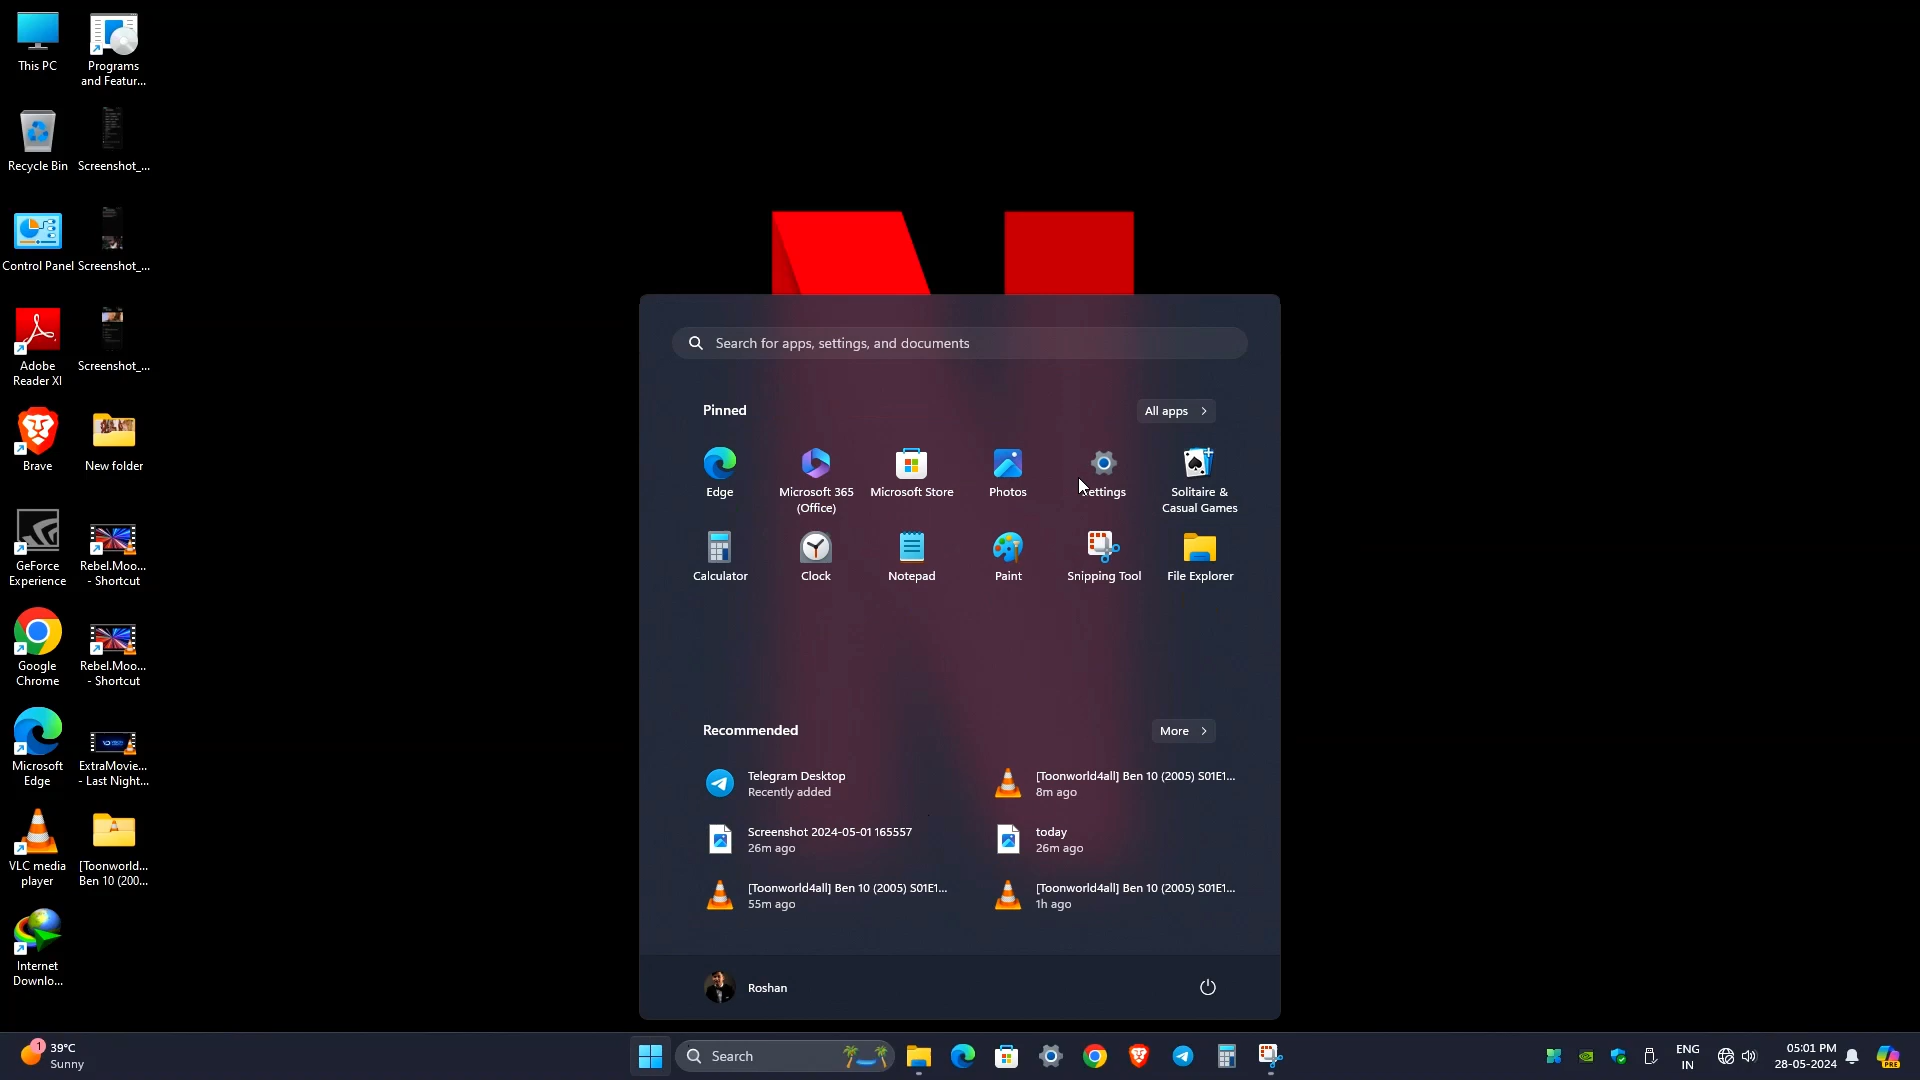 This PC
Programs
and Featur...
Recycle Bin
Screenshot_...
Control Panel
Screenshot_...
Adobe
Reader XI
Screenshot_...
Brave
New folder
GeForce
Experience
Rebel.Moo...
- Shortcut
Google
Chrome
Rebel.Moo...
- Shortcut
Microsoft
Edge
ExtraMovie...
- Last Night...
VLC media
player
[Toonworld...
Ben 10 (200...
Internet
Downlo...
Search for apps, settings, and documents
Pinned
All apps
Edge
Microsoft 365
(Office)
Microsoft Store
Photos
Settings
Solitaire &
Casual Games
Calculator
Clock
Notepad
Paint
Snipping Tool
File Explorer
Recommended
More
Telegram Desktop
Recently added
[Toonworld4all] Ben 10 (2005) S01E1...
8m ago
Screenshot 2024-05-01 165557
26m ago
today
26m ago
[Toonworld4all] Ben 10 (2005) S01E1...
55m ago
[Toonworld4all] Ben 10 (2005) S01E1...
1h ago
Roshan
1
39°C
Sunny
Search
ENG
IN
05:01 PM
28-05-2024
PRE